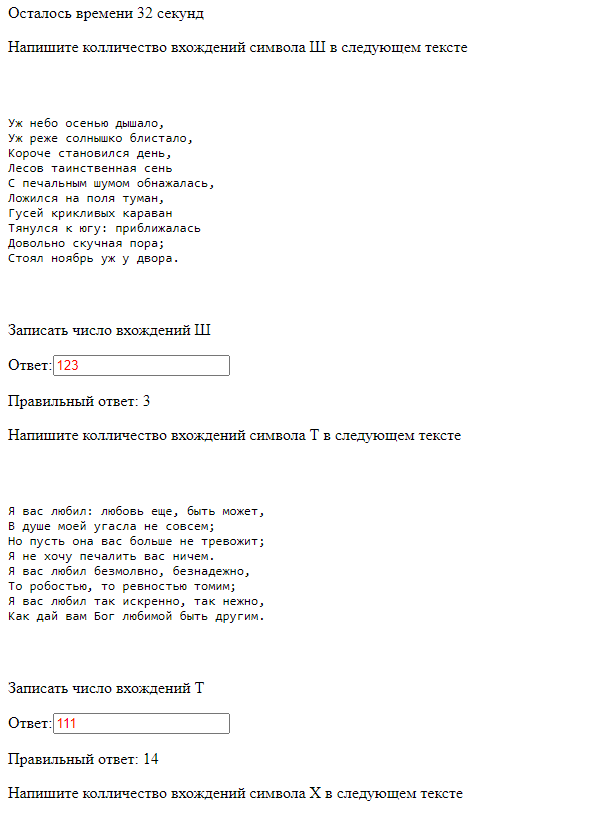 Осталось времени 32 секунд
Напишите колличество вхождений символа Ш в следующем тексте
Уж небо осенью дышало,
Уж реже солнышко блистало,
Короче становился день,
Лесов таинственная сень
С печальным шумом обнажалась,
Ложился на поля туман,
Гусей крикливых караван
Тянулся к югу: приближалась
Довольно скучная пора;
Стоял ноябрь уж у двора.
Записать число вхождений Ш
Ответ: 123
Правильный ответ: 3
Напишите колличество вхождений символа Т в следующем тексте
Я вас любил: любовь еще, быть может,
В душе моей угасла не совсем;
Но пусть она вас больше не тревожит;
Я не хочу печалить вас ничем.
Я вас любил безмолвно, безнадежно,
То робостью, то ревностью томим;
Я вас любил так искренно, так нежно,
Как дай вам Бог любимой быть другим.
Записать число вхождений Т
Ответ: 111
Правильный ответ: 14
Напишите колличество вхождений символа Х в следующем тексте